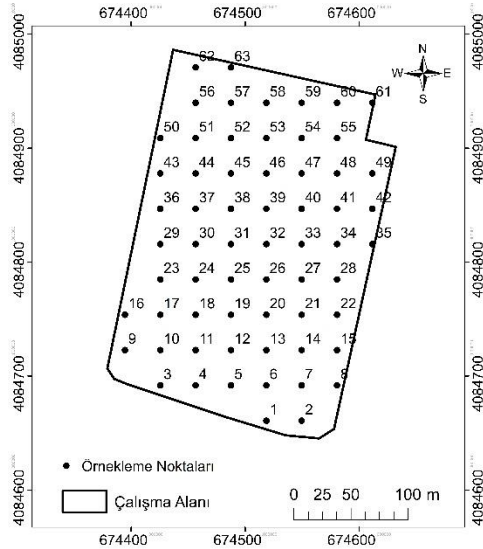 674400 674500 674600
4085000 4085000
N
W E
S
62 63
56 57 58 59 60 61
50 51 52 53 54 55
4084900 4084900
43 44 45 46 47 48 49
36 37 38 39 40 41 42
29 30 31 32 33 34 35
4084800 4084800
23 24 25 26 27 28
16 17 18 19 20 21 22
9 10 11 12 13 14 15
4084700 4084700
3 4 5 6 7 8
1 2
Örnekleme Noktaları
Çalışma Alanı
0 25 50 100 m
4084600 4084600
674400 674500 674600